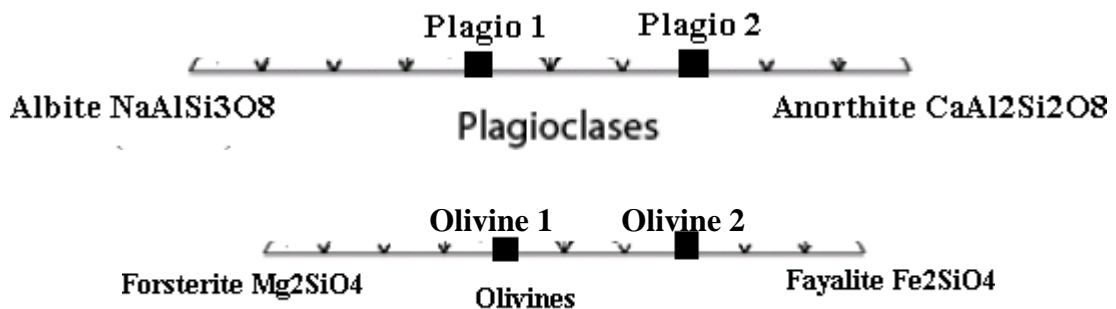 Plagio 1 Plagio 2
Albite NaAlSi3O8 Anorthite CaAl2Si2O8
Plagioclases
Olivine 1 Olivine 2
Forsterite Mg2SiO4 Fayalite Fe2SiO4
Olivines